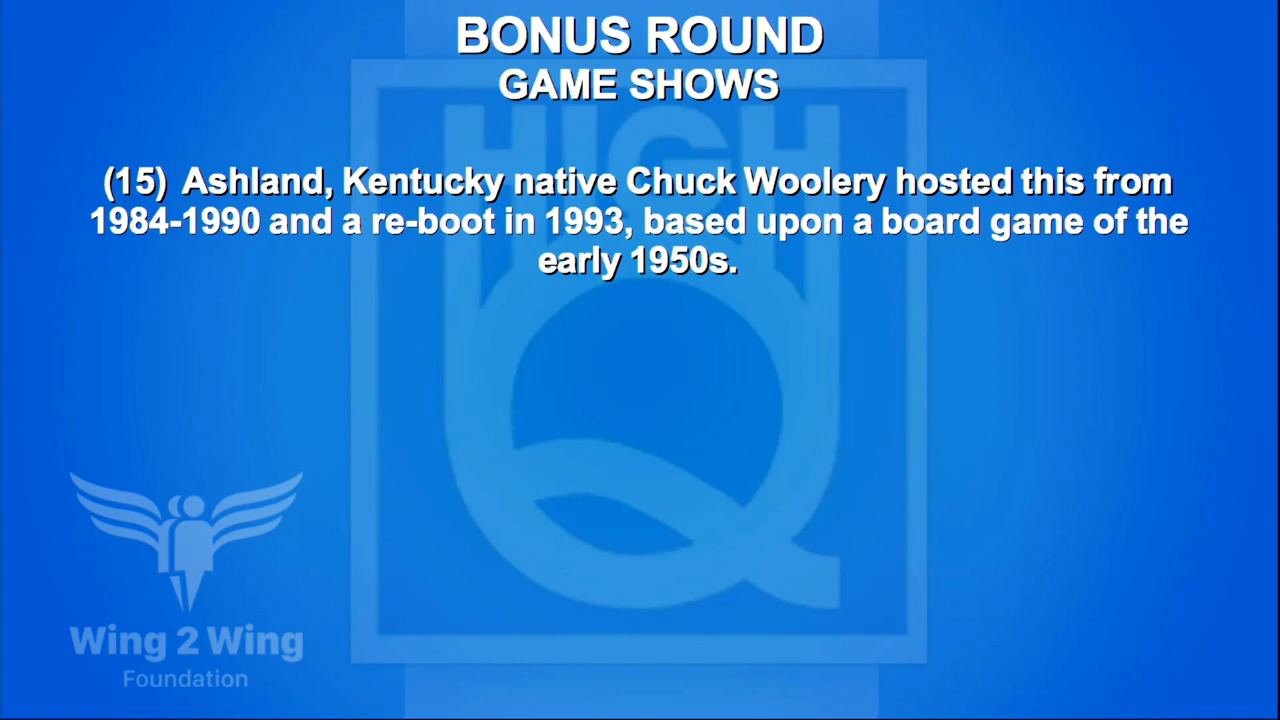 BONUS ROUND
GAME SHOWS
(15) Ashland, Kentucky native Chuck Woolery hosted this from
1984-1990 and a re-boot in 1993, based upon a board game of the
early 1950s.
HIGH
Q
Wing 2 Wing
Foundation